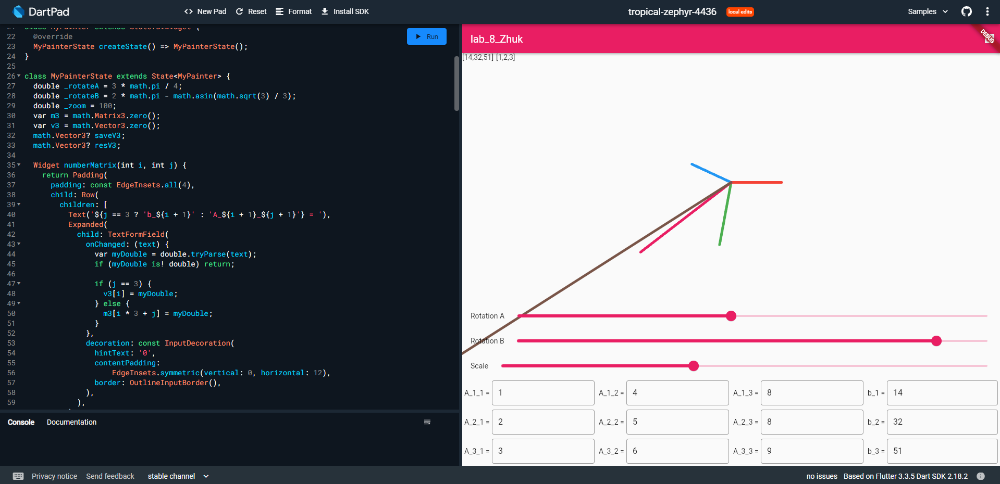 DartPad
New Pad
Reset
Format
Install SDK
tropical-zephyr-4436
local edits
Samples
22 @override
23 MyPainterState createState() => MyPainterState();
24 }
25
26 class MyPainterState extends State<MyPainter> {
27 double _rotateA = 3 * math.pi / 4;
28 double _rotateB = 2 * math.pi - math.asin(math.sqrt(3) / 3);
29 double _zoom = 100;
30 var m3 = math.Matrix3.zero();
31 var v3 = math.Vector3.zero();
32 math.Vector3? saveV3;
33 math.Vector3? resV3;
34
35 Widget numberMatrix(int i, int j) {
36 return Padding(
37 padding: const EdgeInsets.all(4),
38 child: Row(
39 children: [
40 Text('${j == 3 ? 'b_${i + 1}' : 'A_${i + 1}_${j + 1}'} = '),
41 Expanded(
42 child: TextFormField(
43 onChanged: (text) {
44 var myDouble = double.tryParse(text);
45 if (myDouble is! double) return;
46
47 if (j == 3) {
48 v3[i] = myDouble;
49 } else {
50 m3[i * 3 + j] = myDouble;
51 }
52 },
53 decoration: const InputDecoration(
54 hintText: '0',
55 contentPadding:
56 EdgeInsets.symmetric(vertical: 0, horizontal: 12),
57 border: OutlineInputBorder(),
58 ),
59 ),
Run
Console
Documentation
lab_8_Zhuk
DEBUG
[14,32,51] [1,2,3]
Rotation A
Rotation B
Scale
A_1_1 = 1 A_1_2 = 4 A_1_3 = 8 b_1 = 14
A_2_1 = 2 A_2_2 = 5 A_2_3 = 8 b_2 = 32
A_3_1 = 3 A_3_2 = 6 A_3_3 = 9 b_3 = 51
Privacy notice
Send feedback
stable channel
no issues
Based on Flutter 3.3.5 Dart SDK 2.18.2